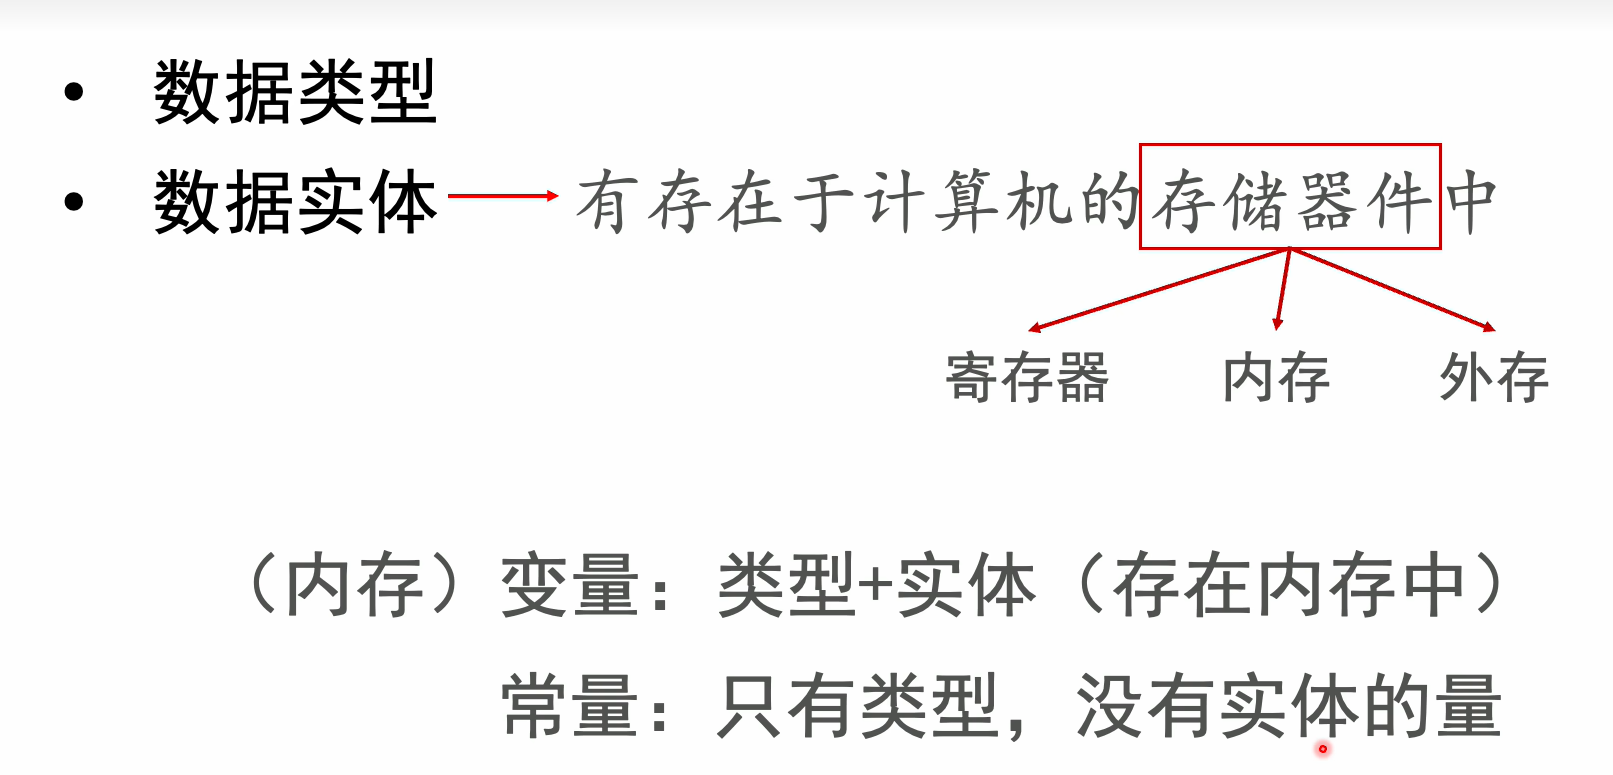 • 数据类型
• 数据实体 有存在于计算机的存储器件中
寄存器 内存 外存
（内存）变量：类型+实体（存在内存中）
常量：只有类型，没有实体的量